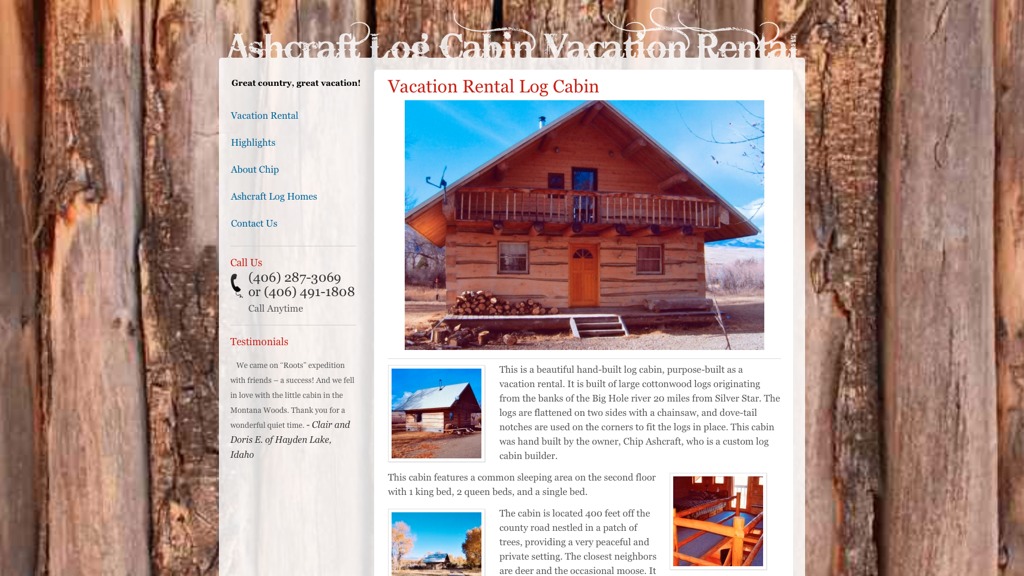 Ashcraft Log Cabin Vacation Rental
Great country, great vacation!
Vacation Rental
Highlights
About Chip
Ashcraft Log Homes
Contact Us
Call Us
(406) 287-3069
or (406) 491-1808
Call Anytime
Testimonials
We came on "Roots" expedition
with friends – a success! And we fell
in love with the little cabin in the
Montana Woods. Thank you for a
wonderful quiet time. - Clair and
Doris E. of Hayden Lake,
Idaho
Vacation Rental Log Cabin
This is a beautiful hand-built log cabin, purpose-built as a
vacation rental. It is built of large cottonwood logs originating
from the banks of the Big Hole river 20 miles from Silver Star. The
logs are flattened on two sides with a chainsaw, and dove-tail
notches are used on the corners to fit the logs in place. This cabin
was hand built by the owner, Chip Ashcraft, who is a custom log
cabin builder.
This cabin features a common sleeping area on the second floor
with 1 king bed, 2 queen beds, and a single bed.
The cabin is located 400 feet off the
county road nestled in a patch of
trees, providing a very peaceful and
private setting. The closest neighbors
are deer and the occasional moose. It